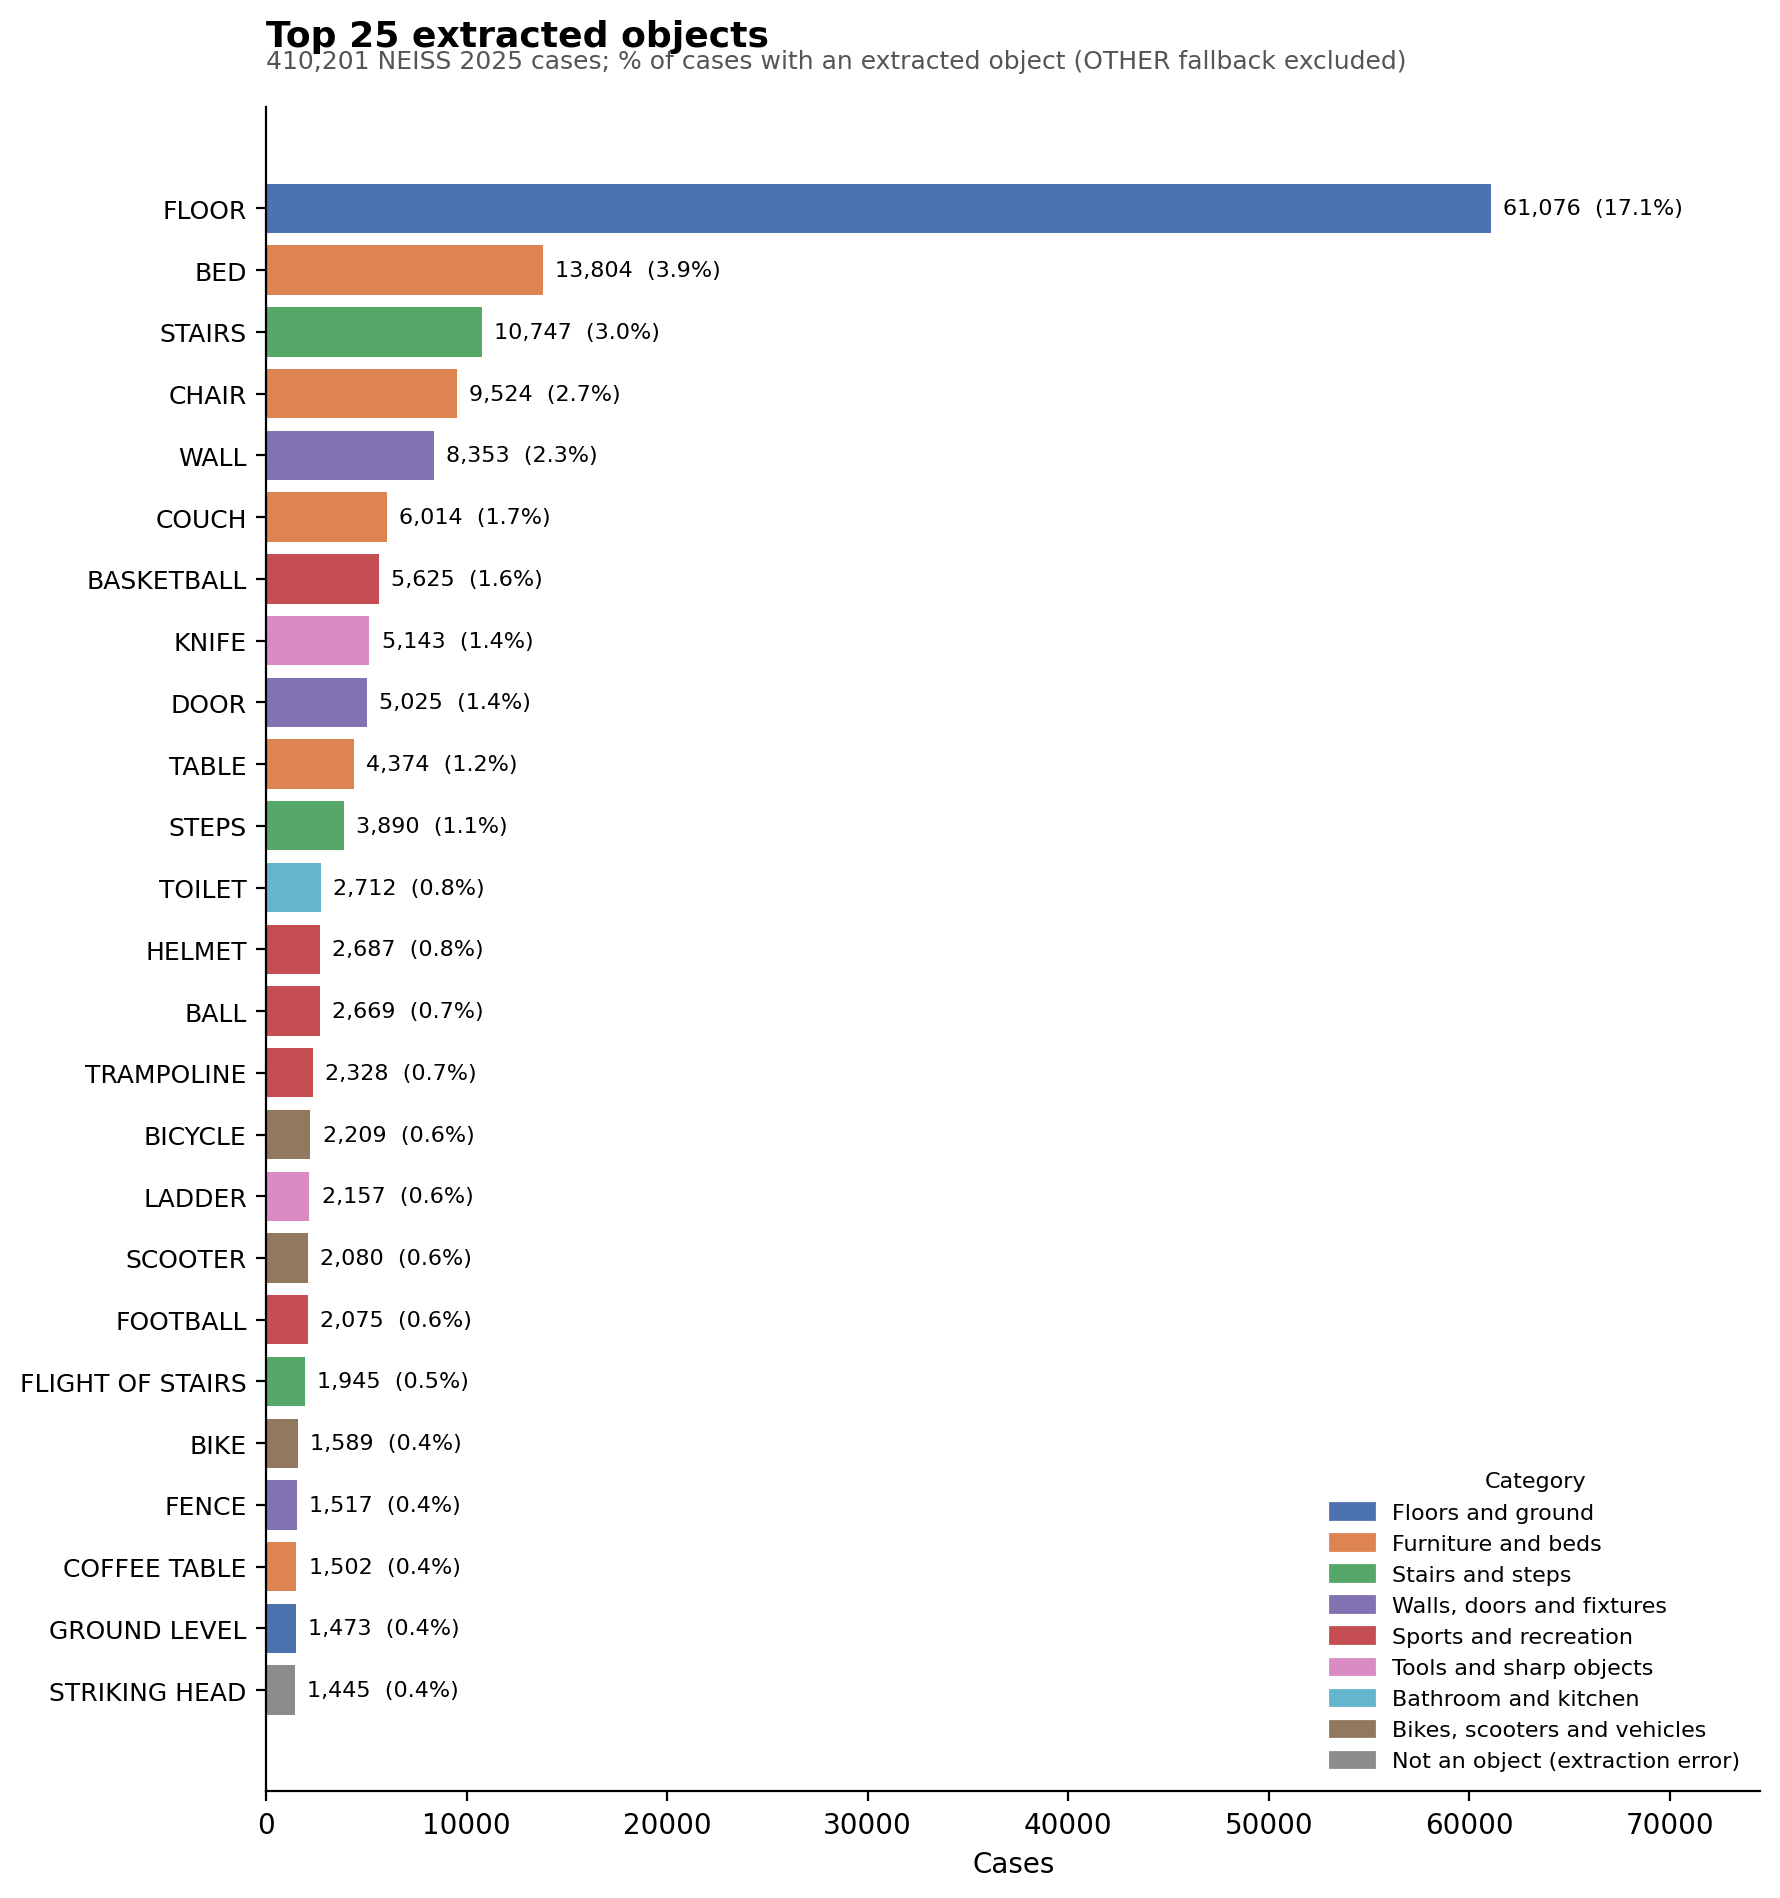 Top 25 extracted objects
410,201 NEISS 2025 cases; % of cases with an extracted object (OTHER fallback excluded)
FLOOR 61,076 (17.1%)
BED 13,804 (3.9%)
STAIRS 10,747 (3.0%)
CHAIR 9,524 (2.7%)
WALL 8,353 (2.3%)
COUCH 6,014 (1.7%)
BASKETBALL 5,625 (1.6%)
KNIFE 5,143 (1.4%)
DOOR 5,025 (1.4%)
TABLE 4,374 (1.2%)
STEPS 3,890 (1.1%)
TOILET 2,712 (0.8%)
HELMET 2,687 (0.8%)
BALL 2,669 (0.7%)
TRAMPOLINE 2,328 (0.7%)
BICYCLE 2,209 (0.6%)
LADDER 2,157 (0.6%)
SCOOTER 2,080 (0.6%)
FOOTBALL 2,075 (0.6%)
FLIGHT OF STAIRS 1,945 (0.5%)
BIKE 1,589 (0.4%)
FENCE 1,517 (0.4%)
COFFEE TABLE 1,502 (0.4%)
GROUND LEVEL 1,473 (0.4%)
STRIKING HEAD 1,445 (0.4%)
Category
Floors and ground
Furniture and beds
Stairs and steps
Walls, doors and fixtures
Sports and recreation
Tools and sharp objects
Bathroom and kitchen
Bikes, scooters and vehicles
Not an object (extraction error)
0 10000 20000 30000 40000 50000 60000 70000
Cases